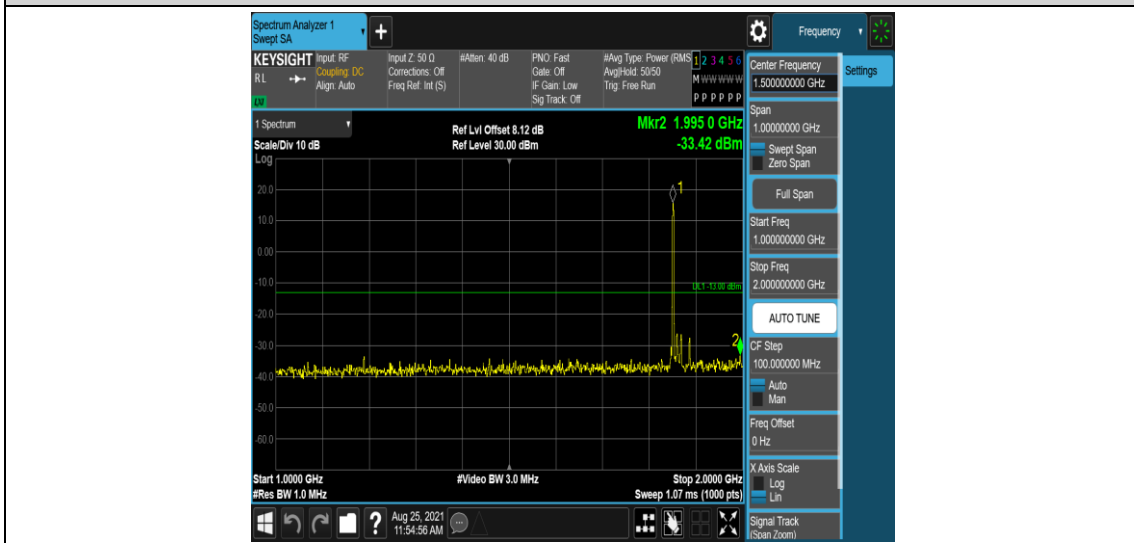 Spectrum Analyzer 1
Swept SA
+
Frequency
KEYSIGHT
RL
LXI
Input: RF
Coupling: DC
Align: Auto
Input Z: 50 Ω
Corrections: Off
Freq Ref: Int (S)
#Atten: 40 dB
PNO: Fast
Gate: Off
IF Gain: Low
Sig Track: Off
#Avg Type: Power (RMS
Avg|Hold: 50/50
Trig: Free Run
1 2 3 4 5 6
M W W W W W
P P P P P P
1 Spectrum
Scale/Div 10 dB
Ref Lvl Offset 8.12 dB
Ref Level 30.00 dBm
Mkr2 1.995 0 GHz
-33.42 dBm
Log
20.0
10.0
0.00
-10.0
-20.0
-30.0
-40.0
-50.0
-60.0
1
DL1 -13.00 dBm
2
Start 1.0000 GHz
#Res BW 1.0 MHz
#Video BW 3.0 MHz
Stop 2.0000 GHz
Sweep 1.07 ms (1000 pts)
?
Aug 25, 2021
11:54:56 AM
Center Frequency
1.500000000 GHz
Settings
Span
1.00000000 GHz
Swept Span
Zero Span
Full Span
Start Freq
1.000000000 GHz
Stop Freq
2.000000000 GHz
AUTO TUNE
CF Step
100.000000 MHz
Auto
Man
Freq Offset
0 Hz
X Axis Scale
Log
Lin
Signal Track
(Span Zoom)